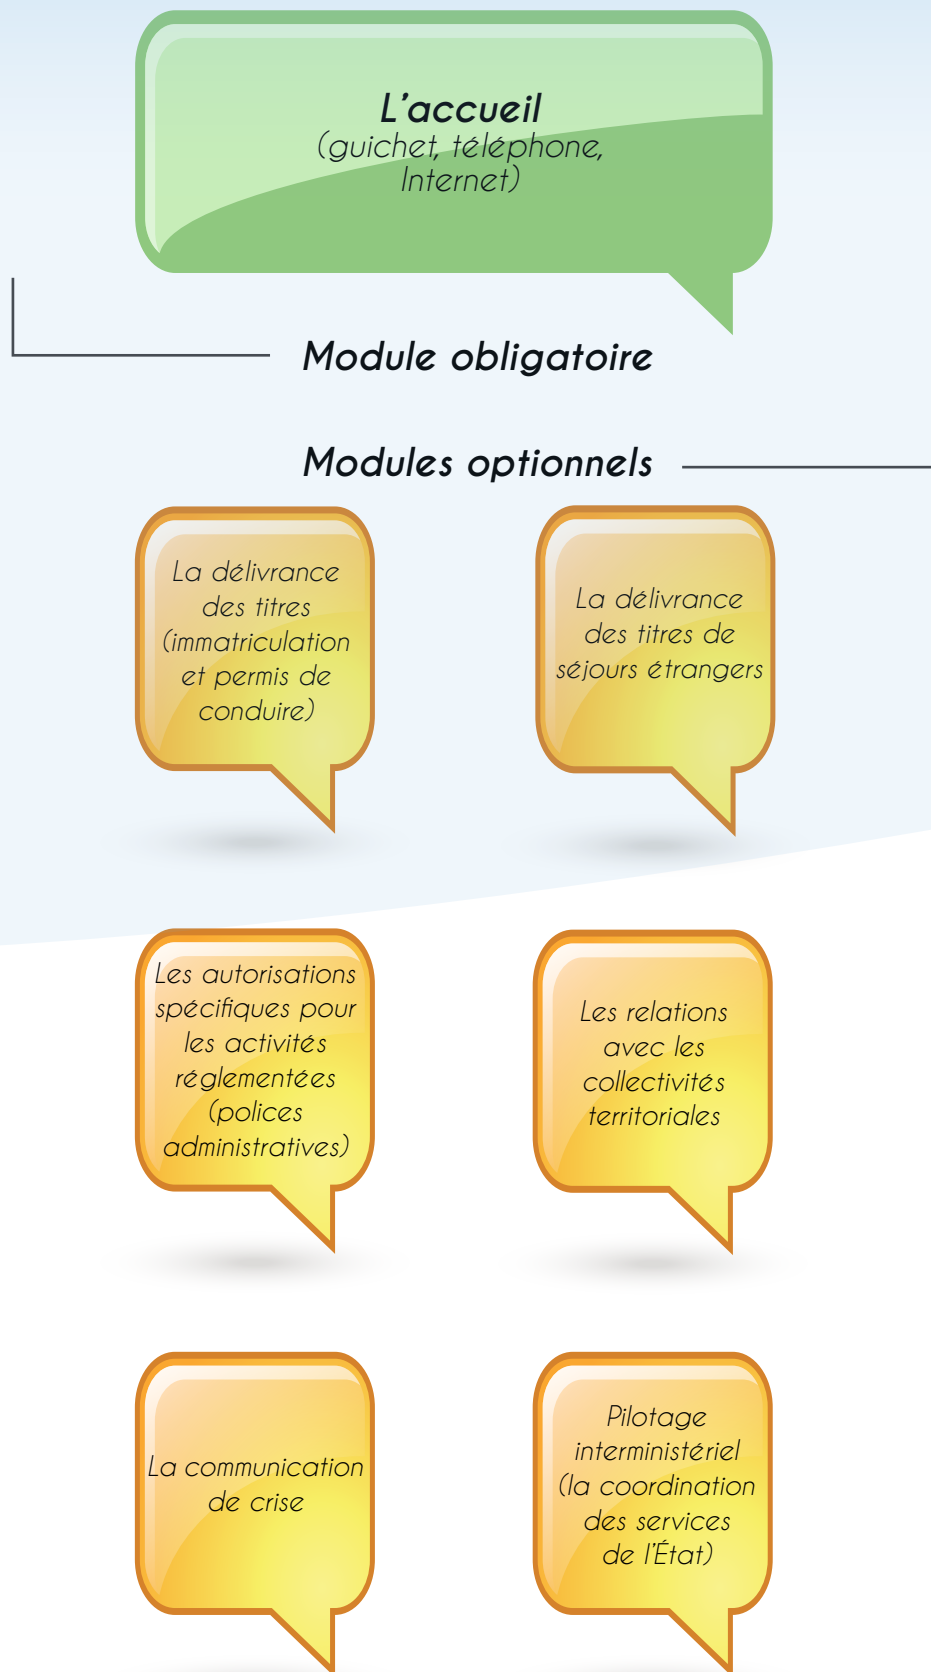 L'accueil
(guichet, téléphone,
Internet)
Module obligatoire
Modules optionnels
La délivrance
des titres
(immatriculation
et permis de
conduire)
La délivrance
des titres de
séjours étrangers
Les autorisations
spécifiques pour
les activités
réglementées
(polices
administratives)
Les relations
avec les
collectivités
territoriales
La communication
de crise
Pilotage
interministériel
(la coordination
des services
de l'État)